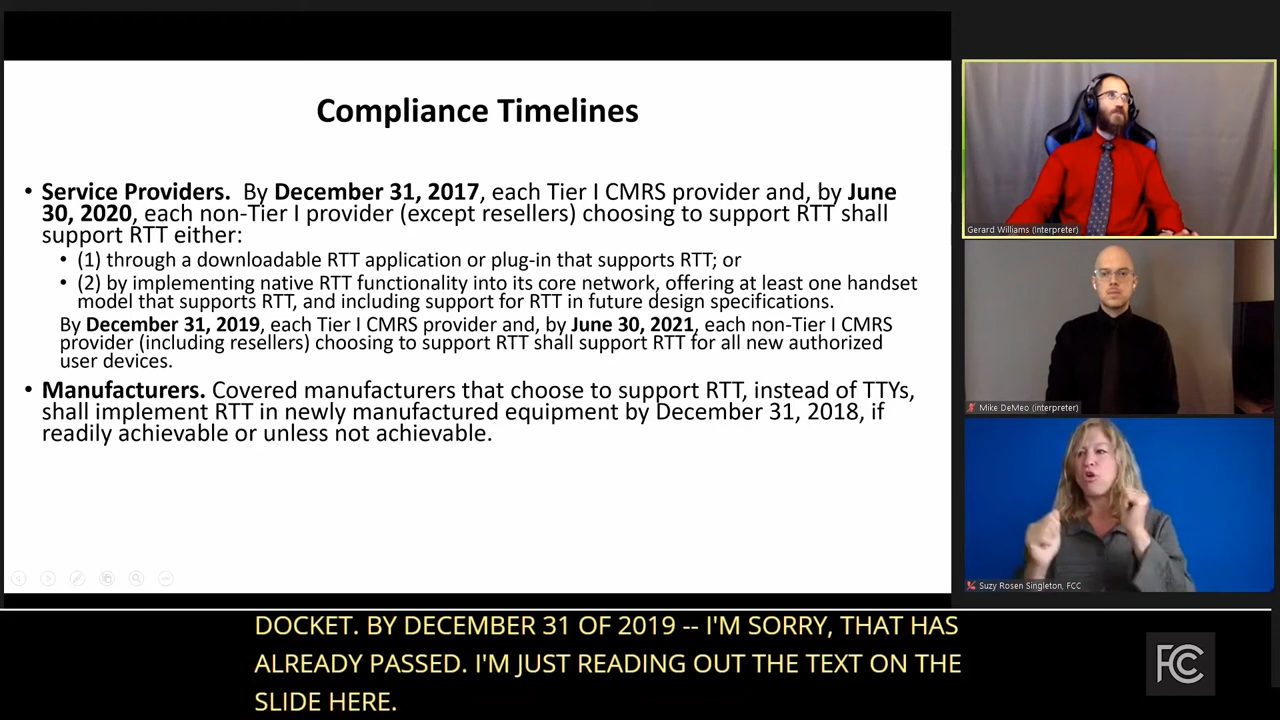 Compliance Timelines
• Service Providers. By December 31, 2017, each Tier I CMRS provider and, by June
30, 2020, each non-Tier I provider (except resellers) choosing to support RTT shall
support RTT either:
• (1) through a downloadable RTT application or plug-in that supports RTT; or
• (2) by implementing native RTT functionality into its core network, offering at least one handset
model that supports RTT, and including support for RTT in future design specifications.
By December 31, 2019, each Tier I CMRS provider and, by June 30, 2021, each non-Tier I CMRS
provider (including resellers) choosing to support RTT shall support RTT for all new authorized
user devices.
• Manufacturers. Covered manufacturers that choose to support RTT, instead of TTYs,
shall implement RTT in newly manufactured equipment by December 31, 2018, if
readily achievable or unless not achievable.
Gerard Williams (Interpreter)
Mike DeMeo (interpreter)
Suzy Rosen Singleton, FCC
DOCKET. BY DECEMBER 31 OF 2019 -- I'M SORRY, THAT HAS
ALREADY PASSED. I'M JUST READING OUT THE TEXT ON THE
SLIDE HERE.
FCC